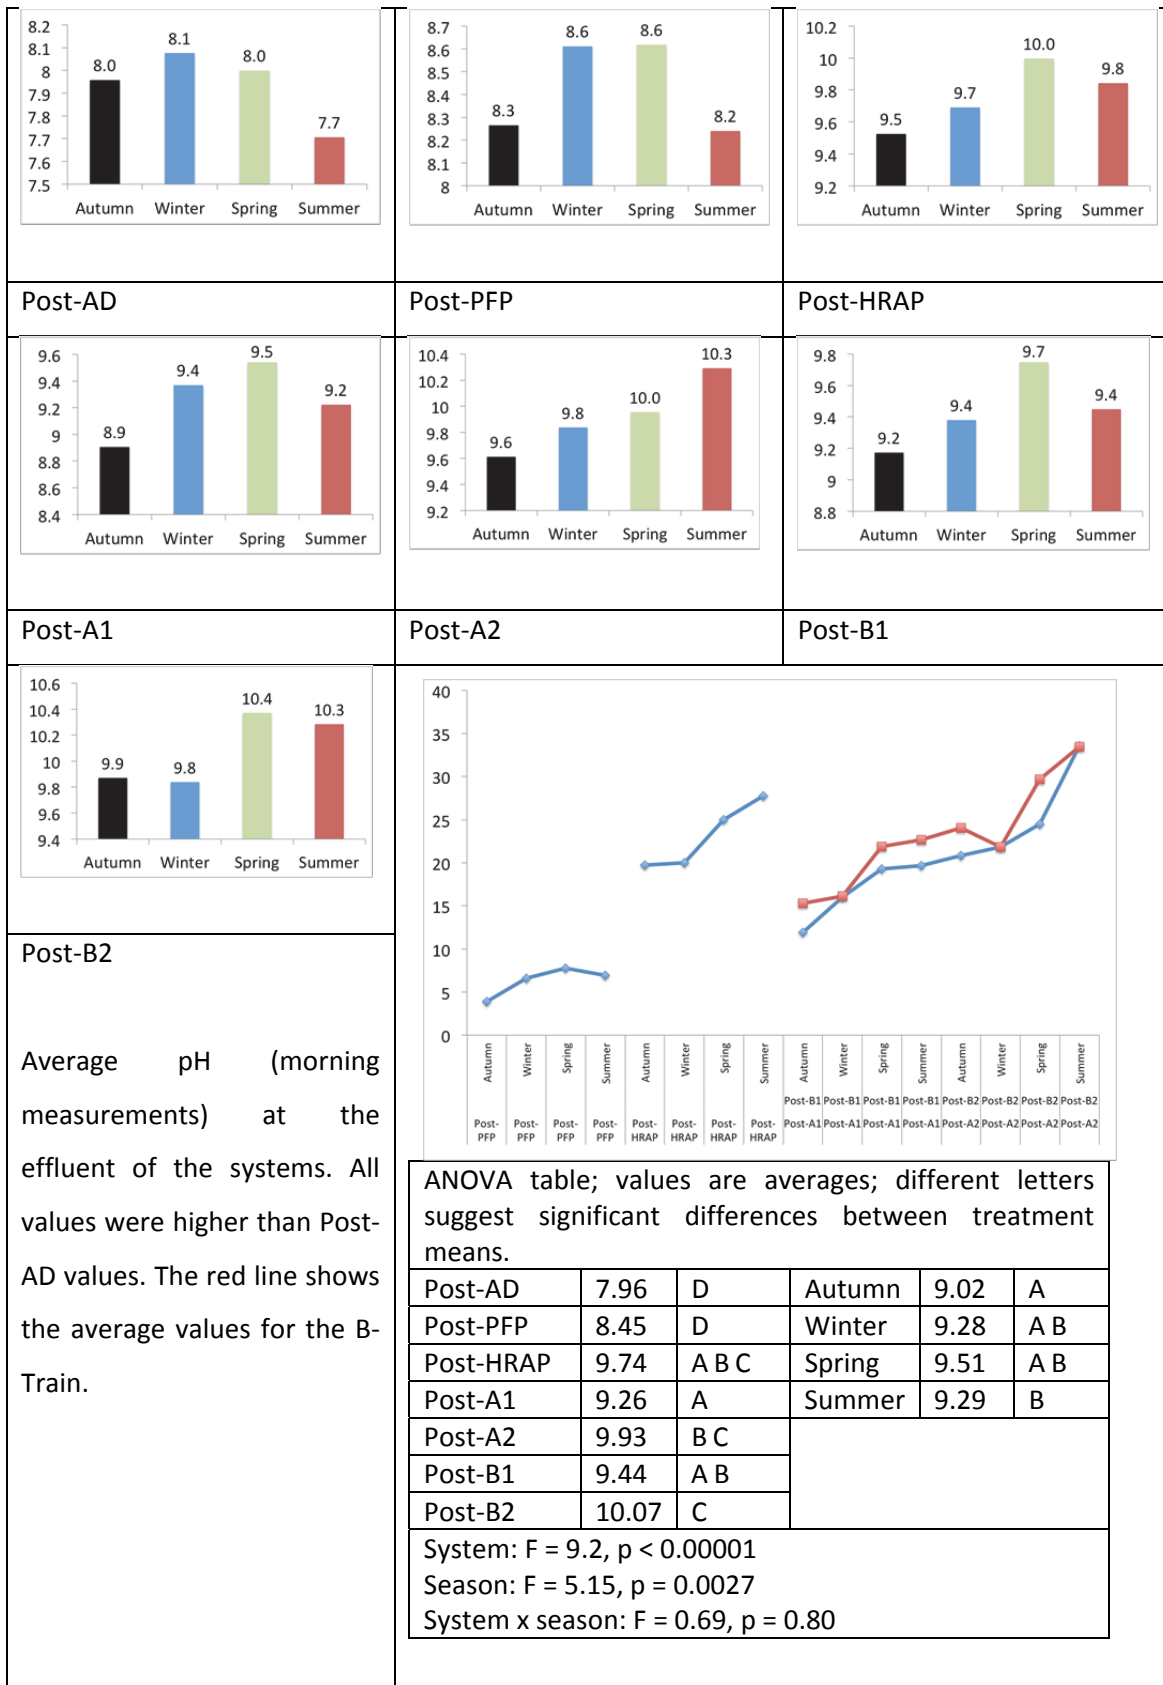 8.2
8.1
8
7.9
7.8
7.7
7.6
7.5
8.0
8.1
8.0
7.7
Autumn Winter Spring Summer
8.7
8.6
8.5
8.4
8.3
8.2
8.1
8
8.3
8.6
8.6
8.2
Autumn Winter Spring Summer
10.2
10
9.8
9.6
9.4
9.2
9.5
9.7
10.0
9.8
Autumn Winter Spring Summer
Post-AD
Post-PFP
Post-HRAP
9.6
9.4
9.2
9
8.8
8.6
8.4
8.9
9.4
9.5
9.2
Autumn Winter Spring Summer
10.4
10.2
10
9.8
9.6
9.4
9.2
9.6
9.8
10.0
10.3
Autumn Winter Spring Summer
9.8
9.6
9.4
9.2
9
8.8
9.2
9.4
9.7
9.4
Autumn Winter Spring Summer
Post-A1
Post-A2
Post-B1
10.6
10.4
10.2
10
9.8
9.6
9.4
9.9
9.8
10.4
10.3
Autumn Winter Spring Summer
Post-B2
Average pH (morning
measurements) at the
effluent of the systems. All
values were higher than Post-
AD values. The red line shows
the average values for the B-
Train.
40
35
30
25
20
15
10
5
0
Autumn Winter Spring Summer Autumn Winter Spring Summer Autumn Winter Spring Summer Autumn Winter Spring Summer
Post-B1 Post-B1 Post-B1 Post-B1 Post-B2 Post-B2 Post-B2 Post-B2
Post- Post- Post- Post- Post- Post- Post- Post- Post-A1 Post-A1 Post-A1 Post-A1 Post-A2 Post-A2 Post-A2 Post-A2
PFP PFP PFP PFP HRAP HRAP HRAP HRAP
ANOVA table; values are averages; different letters
suggest significant differences between treatment
means.
Post-AD 7.96 D Autumn 9.02 A
Post-PFP 8.45 D Winter 9.28 A B
Post-HRAP 9.74 A B C Spring 9.51 A B
Post-A1 9.26 A Summer 9.29 B
Post-A2 9.93 B C
Post-B1 9.44 A B
Post-B2 10.07 C
System: F = 9.2, p < 0.00001
Season: F = 5.15, p = 0.0027
System x season: F = 0.69, p = 0.80